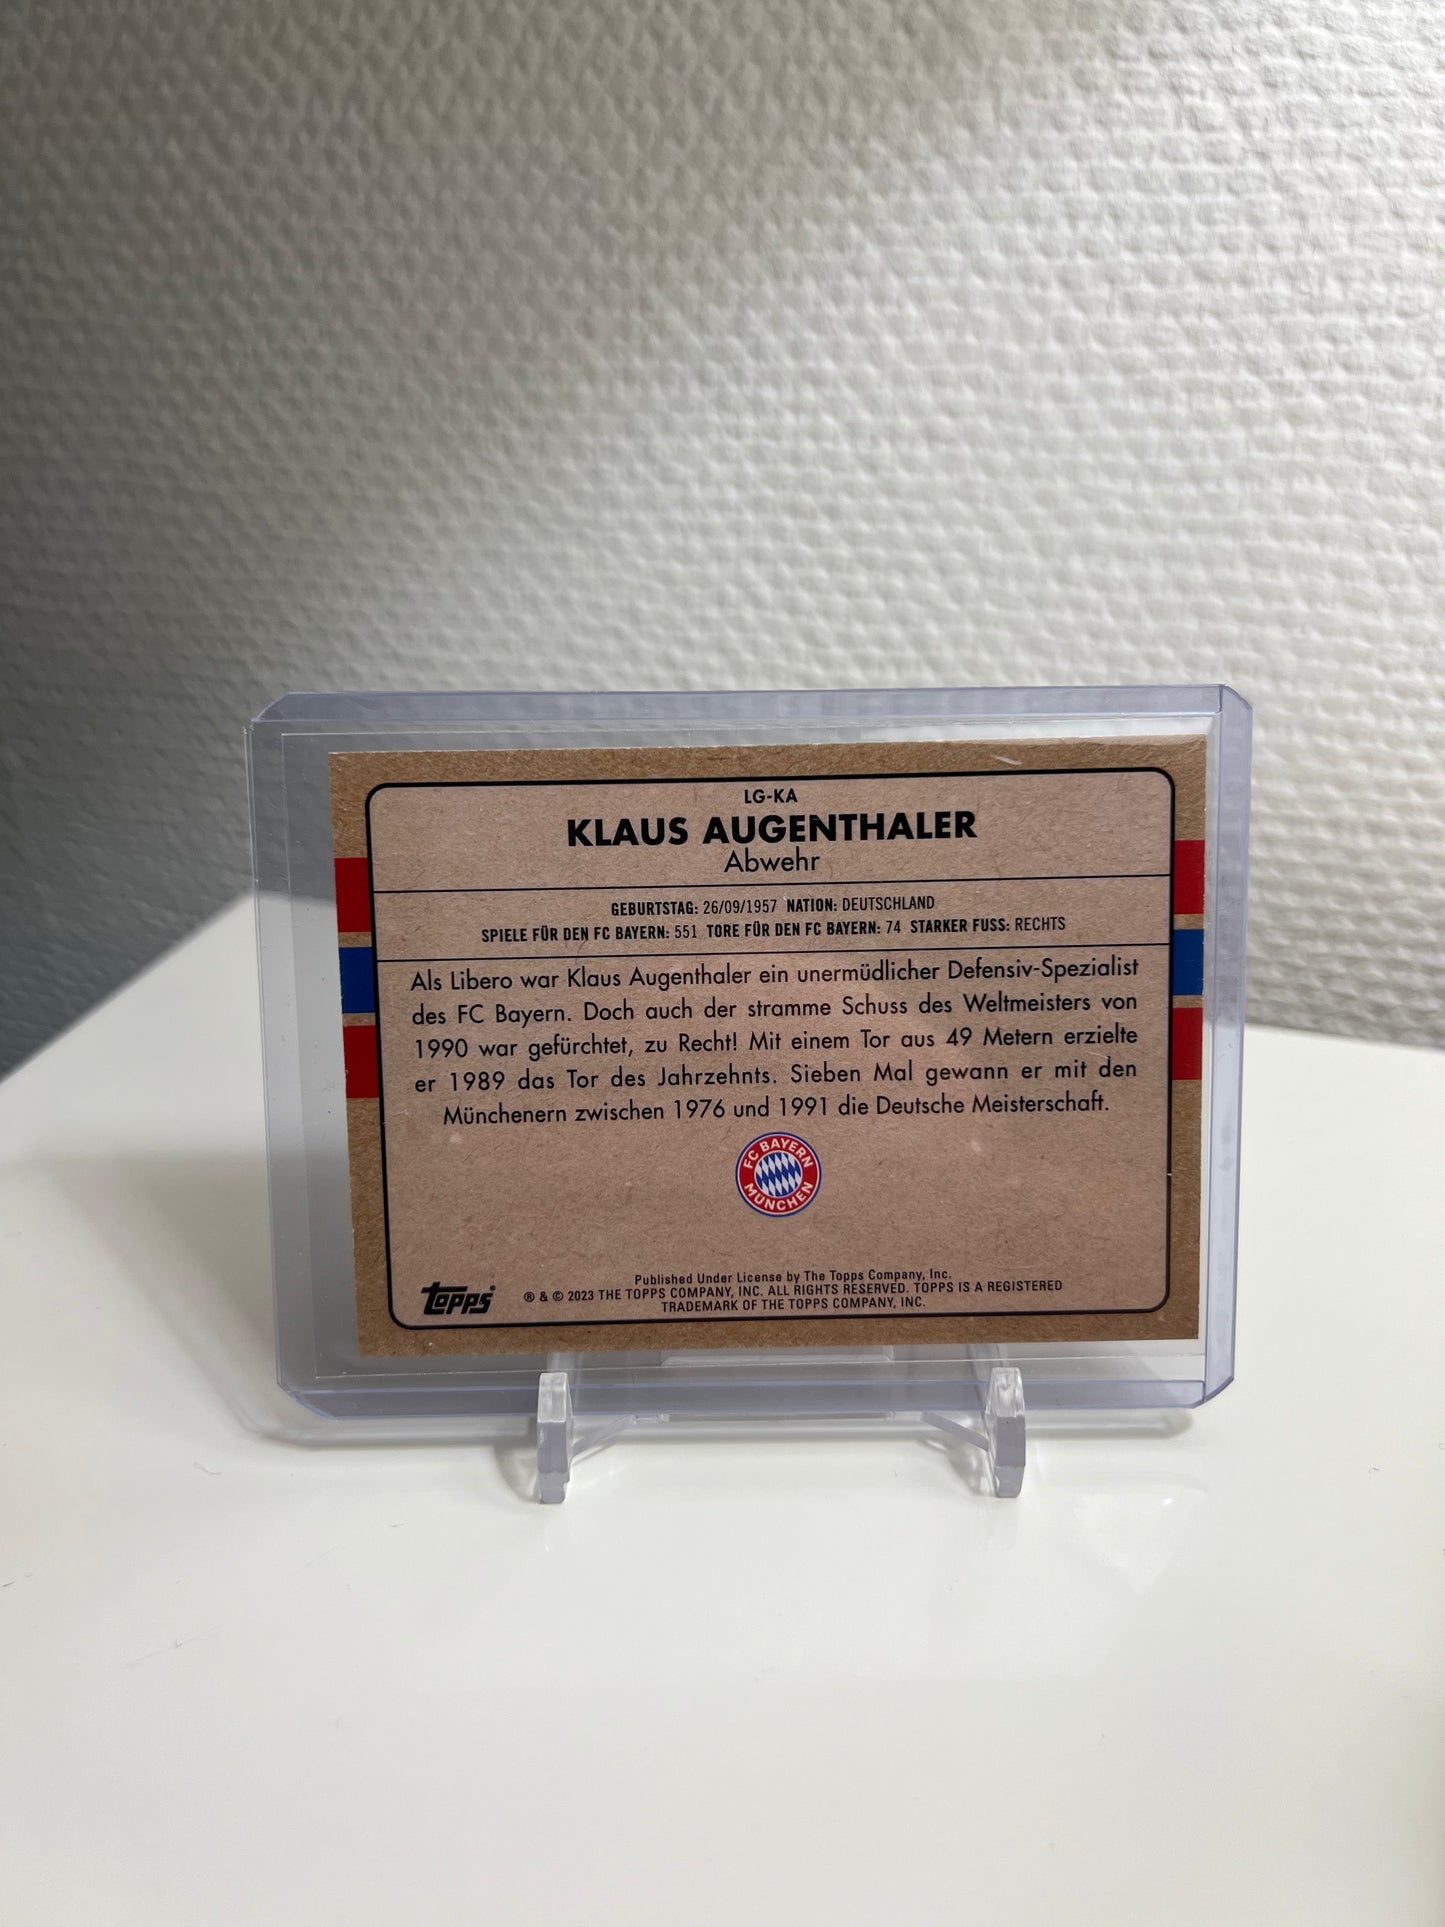 LG-KA
KLAUS AUGENTHALER
Abwehr
GEBURTSTAG: 26/09/1957 NATION: DEUTSCHLAND
SPIELE FÜR DEN FC BAYERN: 551 TORE FÜR DEN FC BAYERN: 74 STARKER FUSS: RECHTS
Als Libero war Klaus Augenthaler ein unermüdlicher Defensiv-Spezialist
des FC Bayern. Doch auch der stramme Schuss des Weltmeisters von
1990 war gefürchtet, zu Recht! Mit einem Tor aus 49 Metern erzielte
er 1989 das Tor des Jahrzehnts. Sieben Mal gewann er mit den
Münchenern zwischen 1976 und 1991 die Deutsche Meisterschaft.
FC BAYERN
MÜNCHEN
Published Under License by The Topps Company, Inc.
topps® ® & © 2023 THE TOPPS COMPANY, INC. ALL RIGHTS RESERVED. TOPPS IS A REGISTERED
TRADEMARK OF THE TOPPS COMPANY, INC.